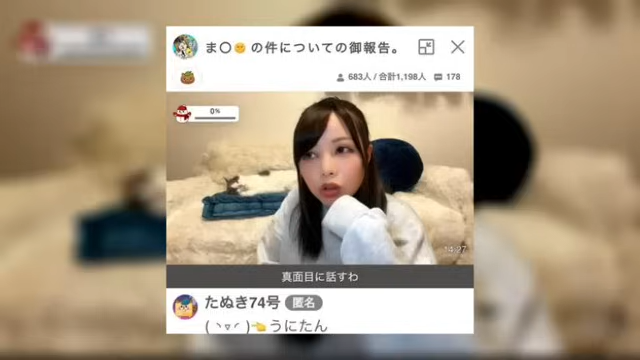 ま〇😊の件についての御報告。
683人 / 合計1,198人 178
0%
14:27
真面目に話すわ
たぬき74号 匿名
( ◝▿◜ )👈うにたん